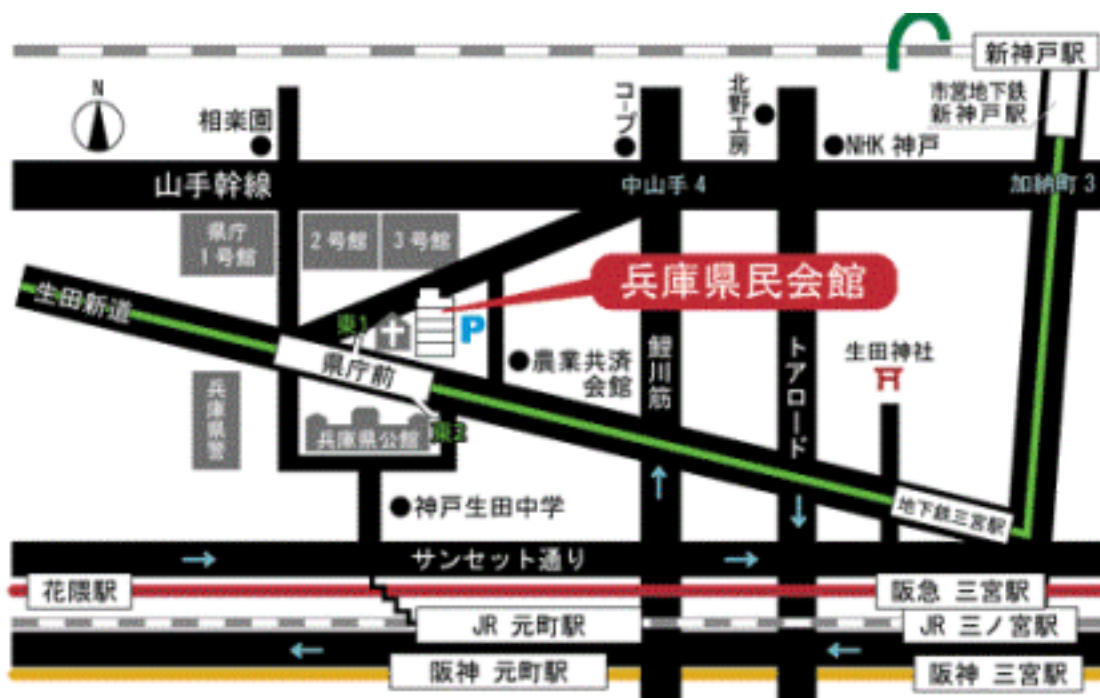 新神戸駅
N
相楽園
コープ
北野工房
市営地下鉄
新神戸駅
NHK 神戸
山手幹線
中山手 4
加納町 3
県庁
1号館
2号館
3号館
兵庫県民会館
生田新道
東1
P
県庁前
農業共済
会館
鯉川筋
トアロード
生田神社
兵庫県警
兵庫県公館
東2
神戸生田中学
地下鉄三宮駅
サンセット通り
花隈駅
阪急 三宮駅
JR 元町駅
JR 三ノ宮駅
阪神 元町駅
阪神 三宮駅